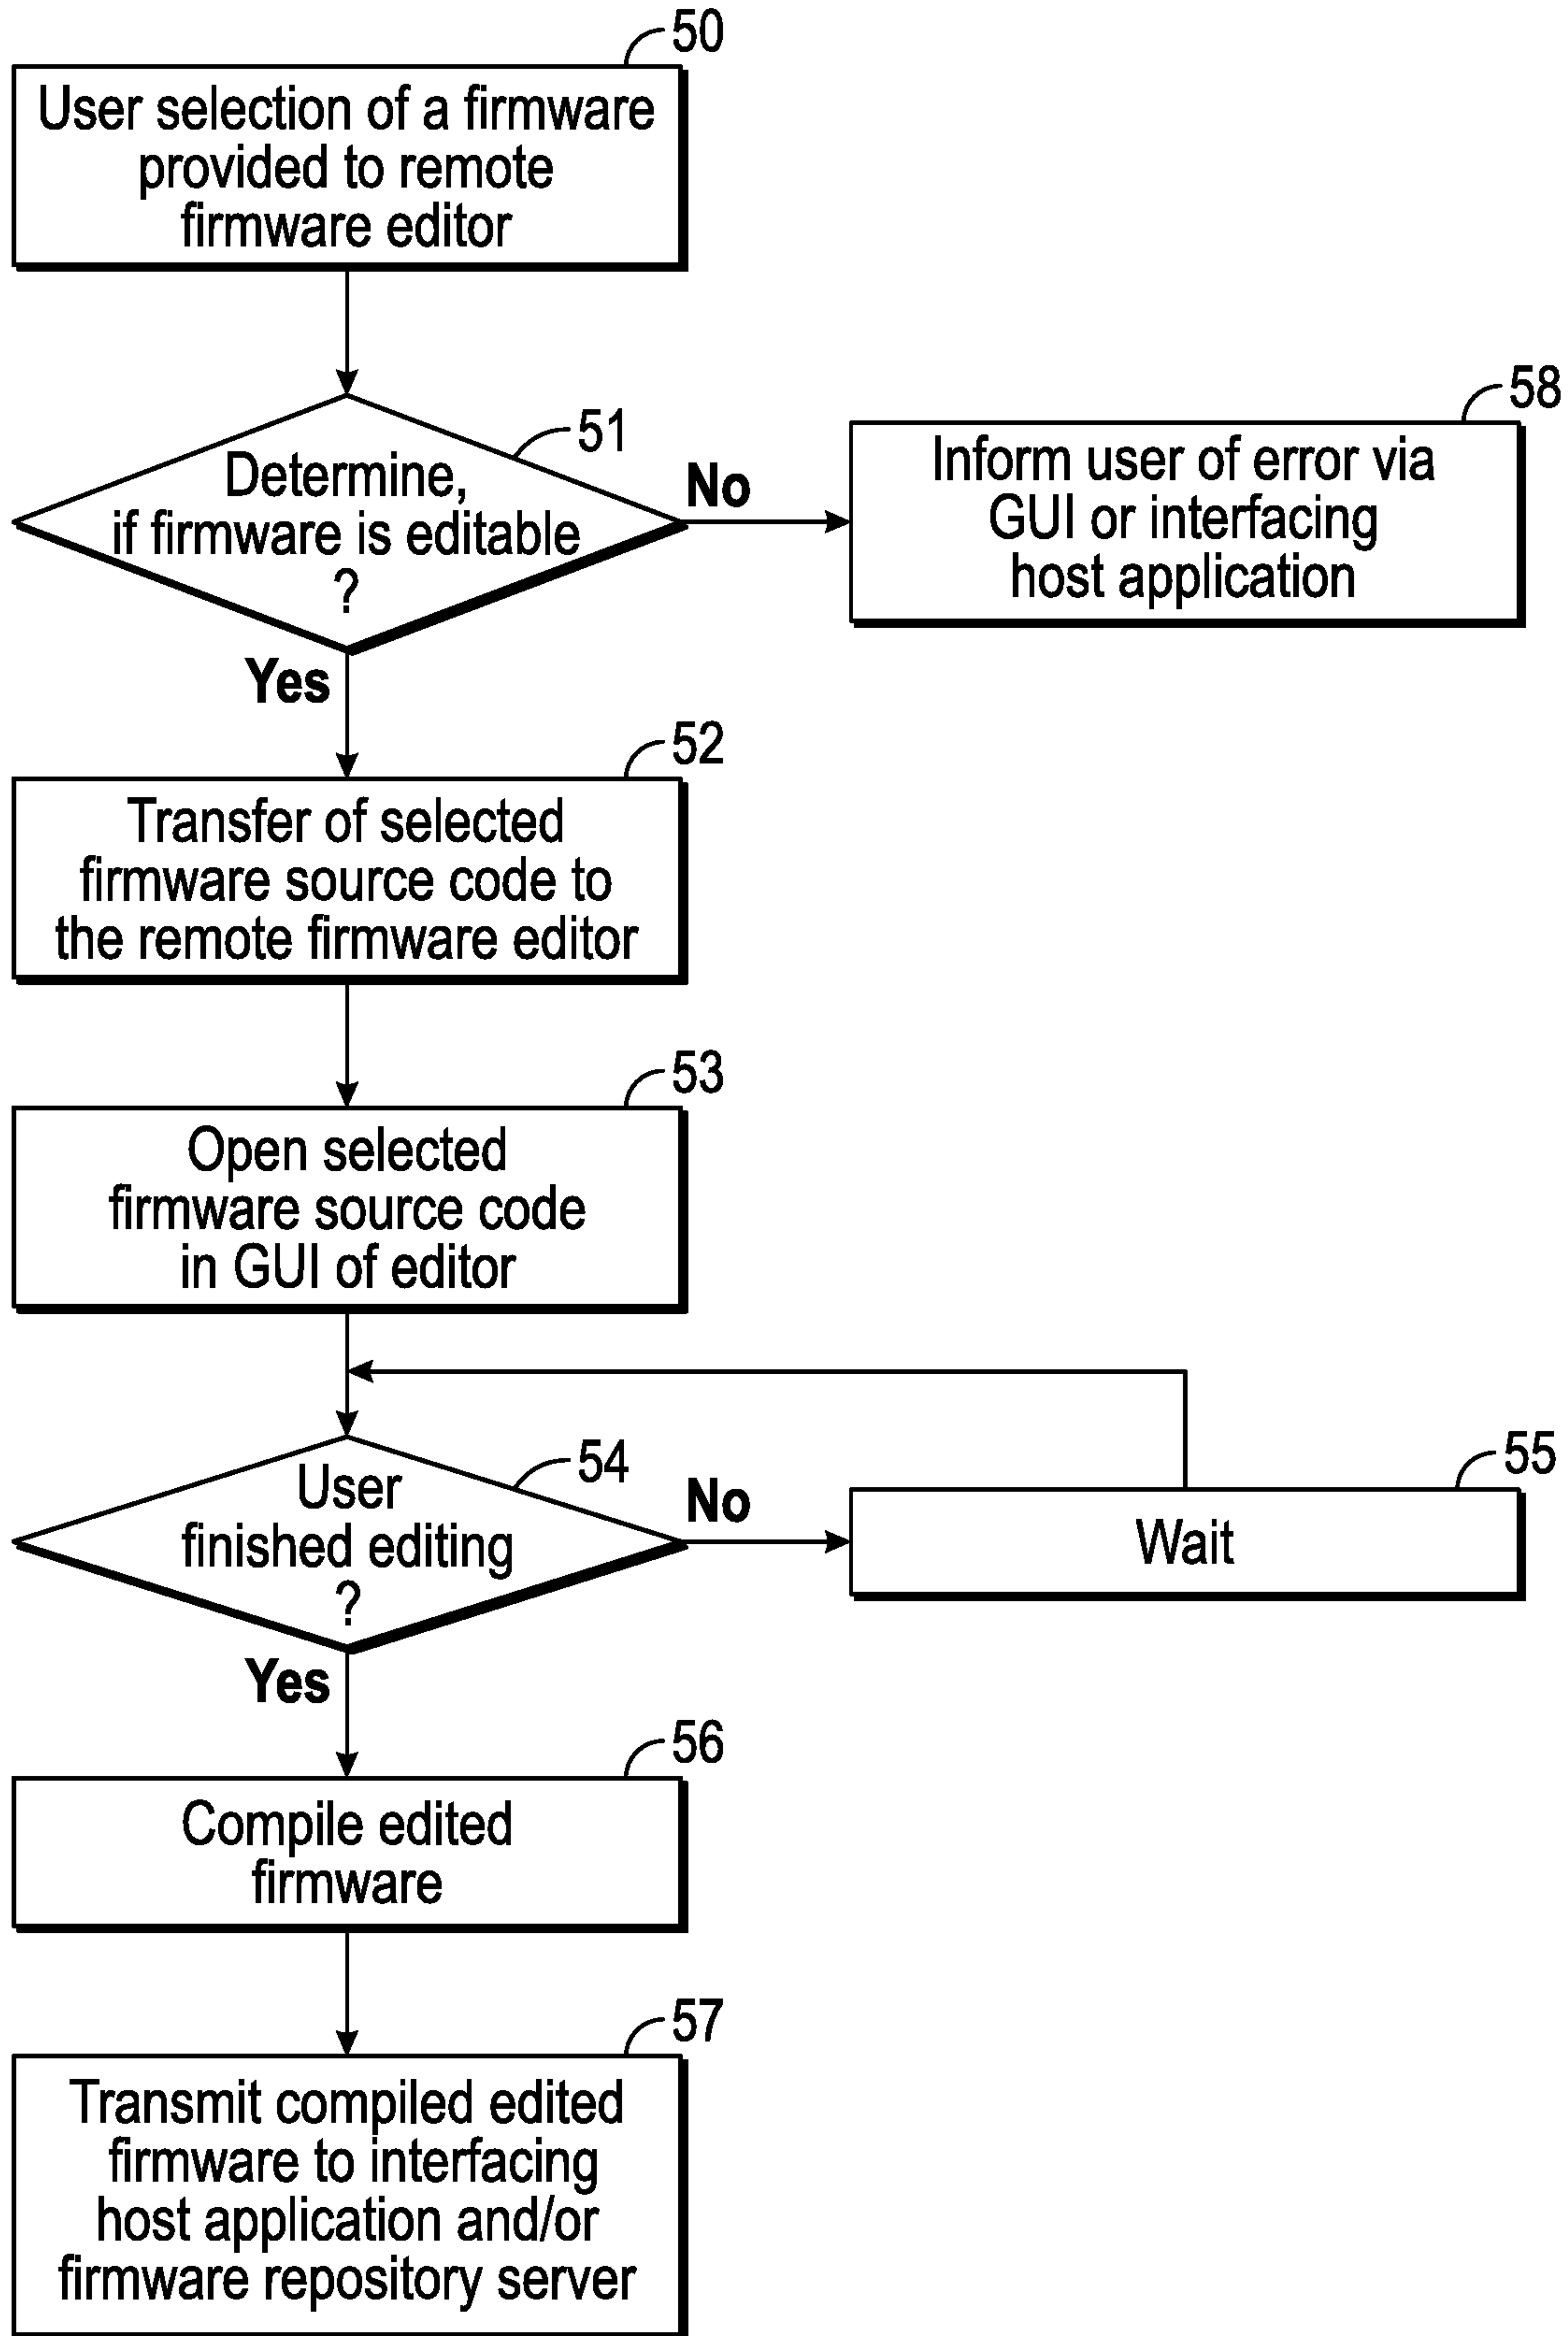 50
User selection of a firmware
provided to remote
firmware editor
51
Determine,
if firmware is editable
?
No
58
Inform user of error via
GUI or interfacing
host application
Yes
52
Transfer of selected
firmware source code to
the remote firmware editor
53
Open selected
firmware source code
in GUI of editor
54
User
finished editing
?
No
55
Wait
Yes
56
Compile edited
firmware
57
Transmit compiled edited
firmware to interfacing
host application and/or
firmware repository server